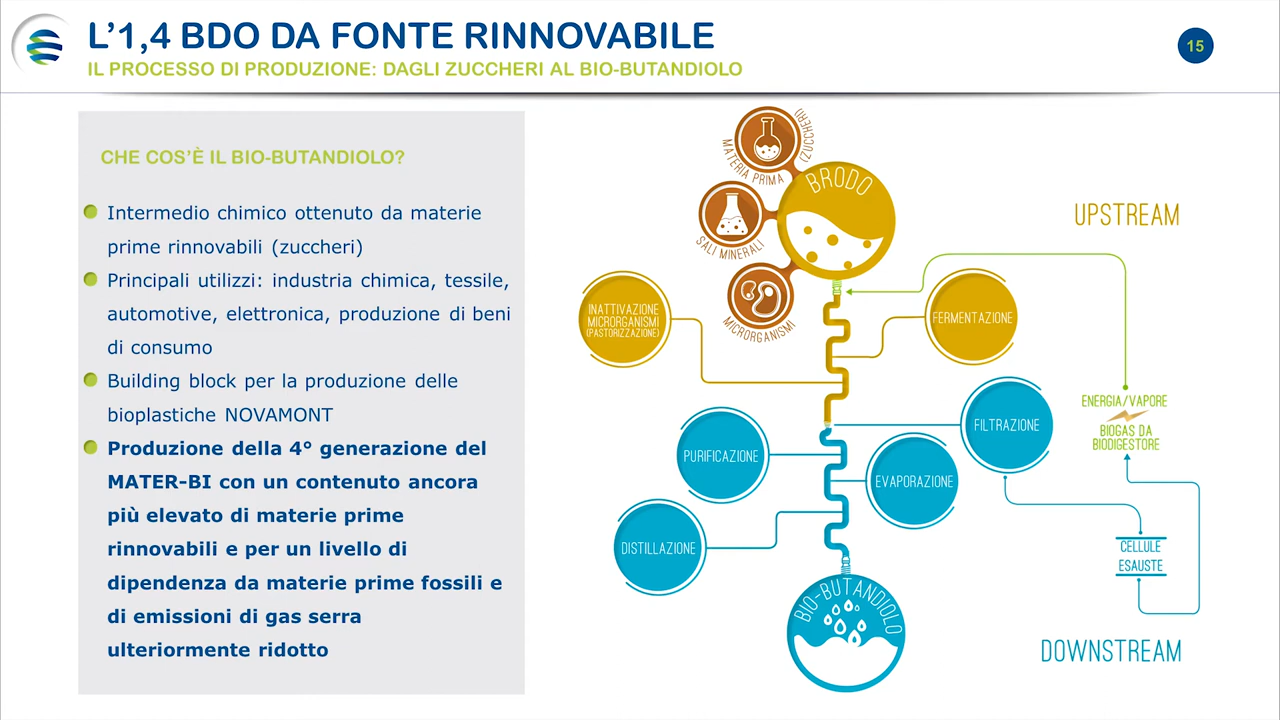 L'1,4 BDO DA FONTE RINNOVABILE
IL PROCESSO DI PRODUZIONE: DAGLI ZUCCHERI AL BIO-BUTANDIOLO
15
CHE COS'È IL BIO-BUTANDIOLO?
Intermedio chimico ottenuto da materie
prime rinnovabili (zuccheri)
Principali utilizzi: industria chimica, tessile,
automotive, elettronica, produzione di beni
di consumo
Building block per la produzione delle
bioplastiche NOVAMONT
Produzione della 4° generazione del
MATER-BI con un contenuto ancora
più elevato di materie prime
rinnovabili e per un livello di
dipendenza da materie prime fossili e
di emissioni di gas serra
ulteriormente ridotto
MATERIA PRIMA (ZUCCHERI)
BRODO
SALI MINERALI
MICRORGANISMI
UPSTREAM
INATTIVAZIONE
MICRORGANISMI
(PASTORIZZAZIONE)
FERMENTAZIONE
ENERGIA/VAPORE
BIOGAS DA
BIODIGESTORE
FILTRAZIONE
PURIFICAZIONE
EVAPORAZIONE
DISTILLAZIONE
CELLULE
ESAUSTE
BIO-BUTANDIOLO
DOWNSTREAM